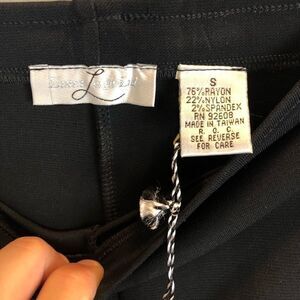 S
76%RAYON
22%NYLON
2%SPANDEX
RN 92608
MADE IN TAIWAN
R. O. C.
SEE REVERSE
FOR CARE